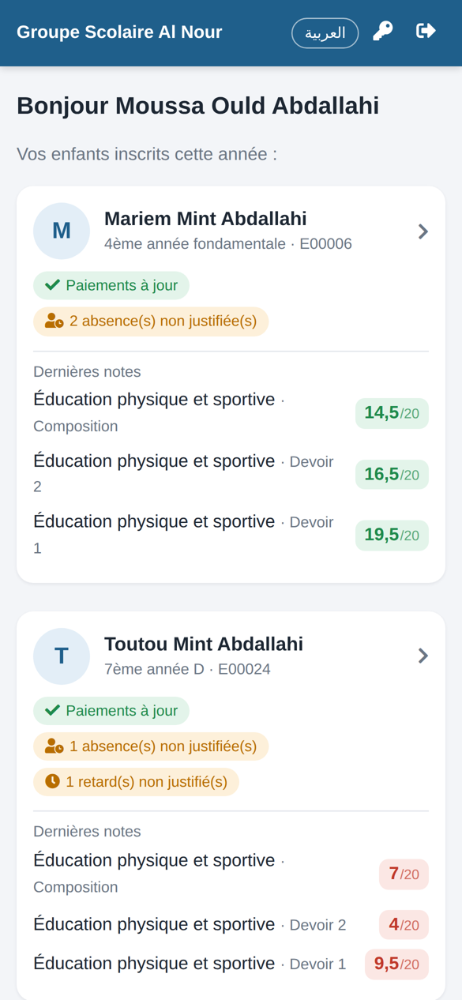 Groupe Scolaire Al Nour
العربية
Bonjour Moussa Ould Abdallahi
Vos enfants inscrits cette année :
M
Mariem Mint Abdallahi
4ème année fondamentale · E00006
Paiements à jour
2 absence(s) non justifiée(s)
Dernières notes
Éducation physique et sportive ·
Composition
14,5/20
Éducation physique et sportive · Devoir
2
16,5/20
Éducation physique et sportive · Devoir
1
19,5/20
T
Toutou Mint Abdallahi
7ème année D · E00024
Paiements à jour
1 absence(s) non justifiée(s)
1 retard(s) non justifié(s)
Dernières notes
Éducation physique et sportive ·
Composition
7/20
Éducation physique et sportive · Devoir 2
4/20
Éducation physique et sportive · Devoir 1
9,5/20